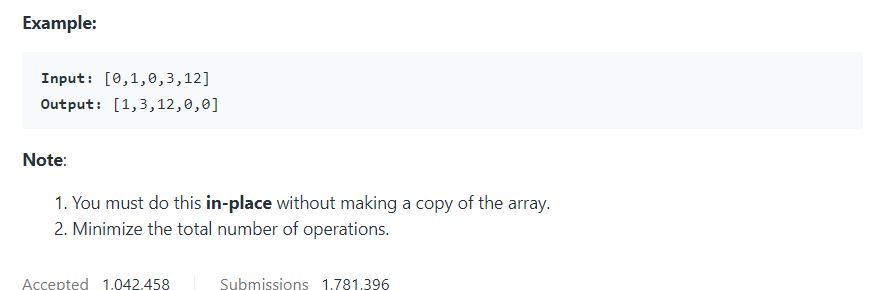 Example:
Input: [0,1,0,3,12]
Output: [1,3,12,0,0]
Note:
1. You must do this in-place without making a copy of the array.
2. Minimize the total number of operations.
Accepted 1,042,458 Submissions 1,781,396